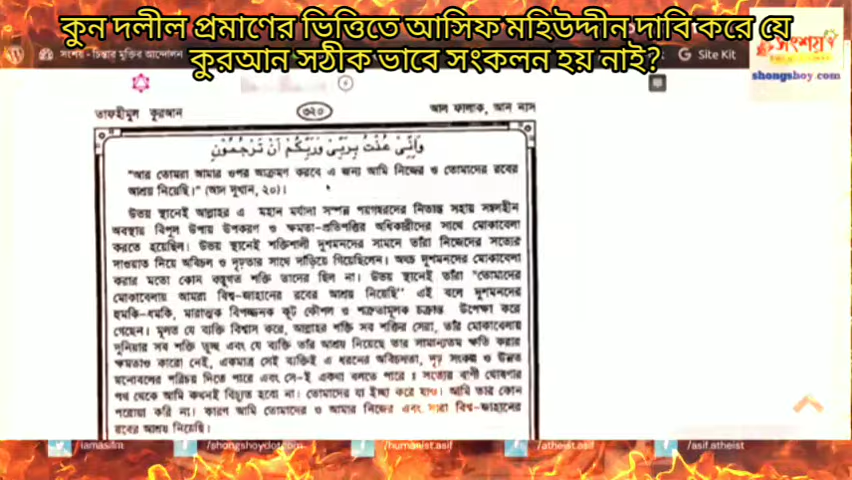 কুন দলীল প্রমাণের ভিত্তিতে আসিফ মহিউদ্দীন দাবি করে যে
কুরআন সঠীক ভাবে সংকলন হয় নাই?
সংশয় - চিন্তার মুক্তির আন্দোলন
Site Kit
সংশয়
shongshoy.com
তাফহীমুল কুরআন
৩২০
আল ফালাক, আন নাস
وَاِنِّىْ عُذْتُ بِرَبِّىْ وَرَبِّكُمْ اَنْ تَرْجُمُوْنِ
"আর তোমরা আমার ওপর আক্রমণ করবে এ জন্য আমি নিজের ও তোমাদের রবের
আশ্রয় নিয়েছি।" (আদ দুখান, ২০)।
উভয় স্থানেই আল্লাহর এ মহান মর্যাদা সম্পন্ন পয়গম্বরদের নিতান্ত সহায় সম্বলহীন
অবস্থায় বিপুল উপায় উপকরণ ও ক্ষমতা-প্রতিপত্তির অধিকারীদের সাথে মোকাবেলা
করতে হয়েছিল। উভয় স্থানেই শক্তিশালী দুশমনদের সামনে তাঁরা নিজেদের সত্যের
দাওয়াত নিয়ে অবিচল ও দৃঢ়তার সাথে দাঁড়িয়ে গিয়েছিলেন। অথচ দুশমনদের মোকাবেলা
করার মতো কোন বস্তুগত শক্তি তাদের ছিল না। উভয় স্থানেই তাঁরা "তোমাদের
মোকাবেলায় আমরা বিশ্ব-জাহানের রবের আশ্রয় নিয়েছি" এই বলে দুশমনদের
হুমকি-ধমকি, মারাত্মক বিপজ্জনক কূট কৌশল ও শত্রুতামূলক চক্রান্ত উপেক্ষা করে
গেছেন। মূলত যে ব্যক্তি বিশ্বাস করে, আল্লাহর শক্তি সব শক্তির সেরা, তাঁর মোকাবেলায়
দুনিয়ার সব শক্তি তুচ্ছ এবং যে ব্যক্তি তাঁর আশ্রয় নিয়েছে তার সামান্যতম ক্ষতি করার
ক্ষমতাও কারো নেই, একমাত্র সেই ব্যক্তিই এ ধরনের অবিচলতা, দৃঢ় সংকল্প ও উন্নত
মনোবলের পরিচয় দিতে পারে এবং সে-ই একথা বলতে পারে : সত্যের বাণী ঘোষণার
পথ থেকে আমি কখনই বিচ্যুত হবো না। তোমাদের যা ইচ্ছা করে যাও। আমি তার কোন
পরোয়া করি না। কারণ আমি তোমাদের ও আমার নিজের এবং সারা বিশ্ব-জাহানের
রবের আশ্রয় নিয়েছি।
iamasifm
/shongshoydotcom
/humanist.asif
/asif.atheist